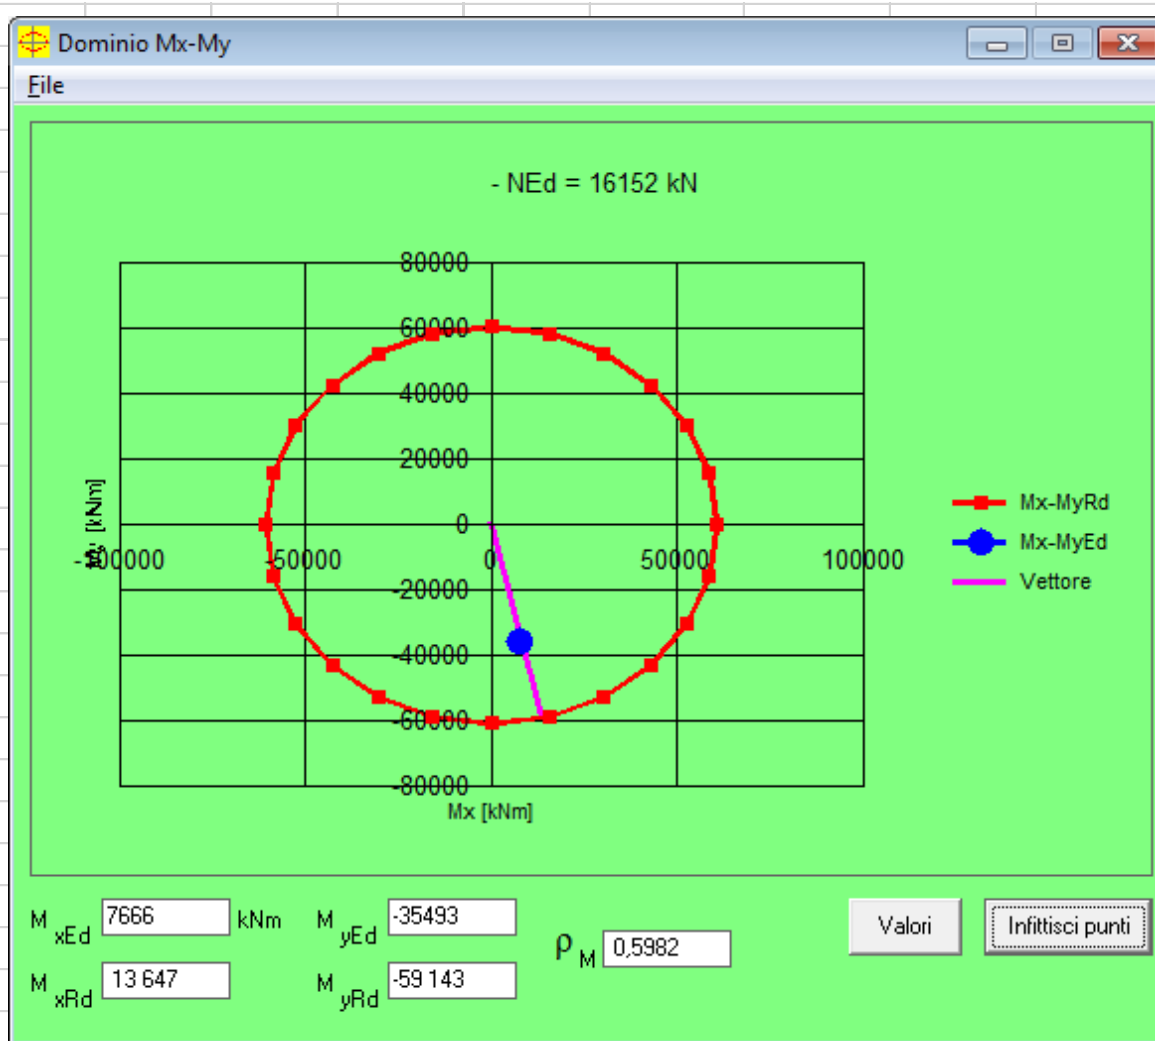 Dominio Mx-My
File
- NEd = 16152 kN
80000
60000
40000
20000
0
-100000 -50000 0 50000 100000
-20000
-40000
-60000
-80000
[kNm]
Mx [kNm]
Mx-MyRd
Mx-MyEd
Vettore
M xEd 7666 kNm M yEd -35493
M xRd 13 647 M yRd -59 143
ρ M 0,5982
Valori
Infittisci punti